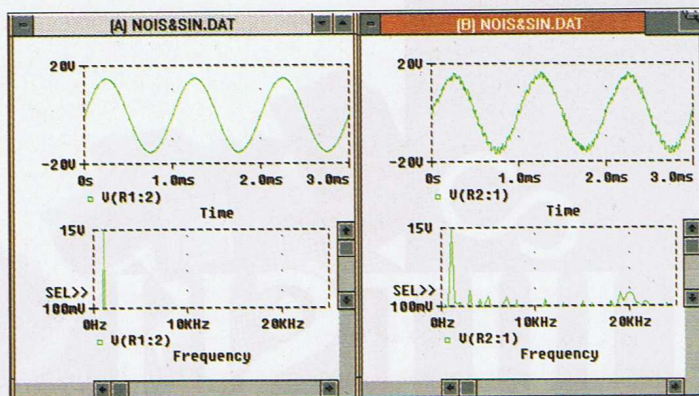 (A) NOIS&SIN.DAT
20V
-20V
0s 1.0ms 2.0ms 3.0ms
V(R1:2)
Time
15V
SEL>>
100mV
0Hz 10KHz 20KHz
V(R1:2)
Frequency
(B) NOIS&SIN.DAT
20V
-20V
0s 1.0ms 2.0ms 3.0ms
V(R2:1)
Time
15V
SEL>>
100mV
0Hz 10KHz 20KHz
V(R2:1)
Frequency